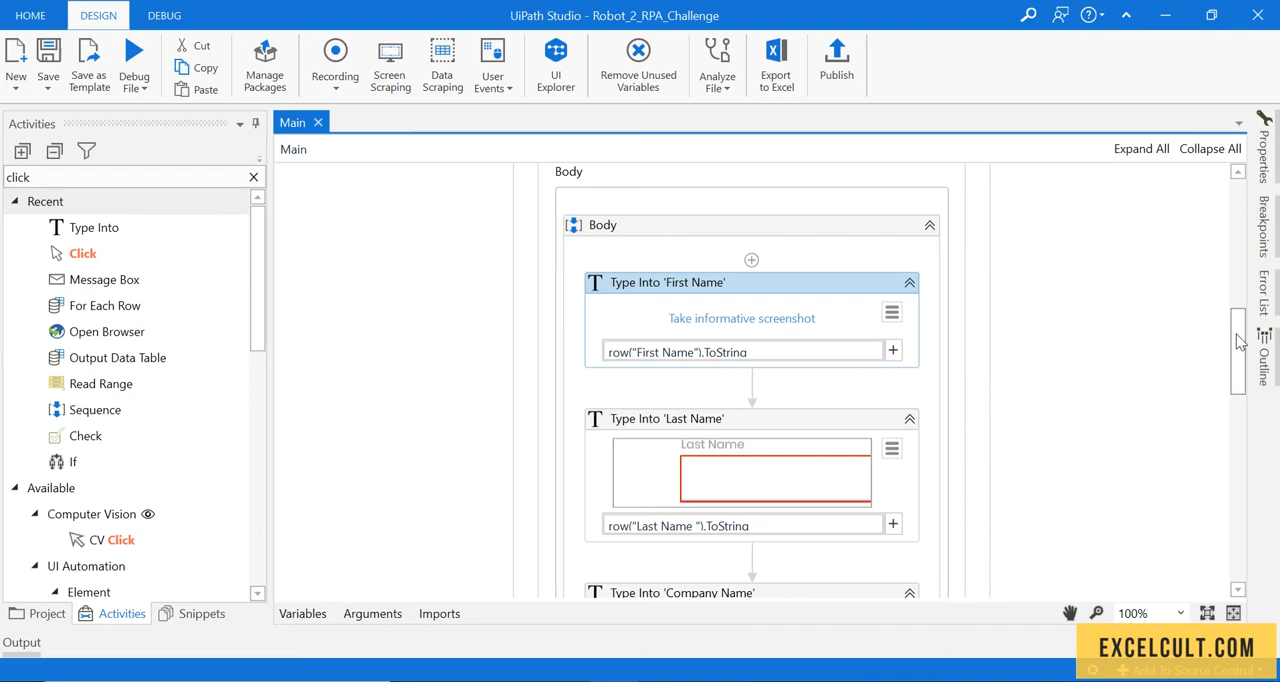 HOME
DESIGN
DEBUG
UiPath Studio - Robot_2_RPA_Challenge
New
Save
Save as Template
Debug File
Cut
Copy
Paste
Manage Packages
Recording
Screen Scraping
Data Scraping
User Events
UI Explorer
Remove Unused Variables
Analyze File
Export to Excel
Publish
Activities
click
Recent
Type Into
Click
Message Box
For Each Row
Open Browser
Output Data Table
Read Range
Sequence
Check
If
Available
Computer Vision
CV Click
UI Automation
Element
Project
Activities
Snippets
Output
Main
Main
Expand All
Collapse All
Body
Body
Type Into 'First Name'
Take informative screenshot
row("First Name").ToString
Type Into 'Last Name'
Last Name
row("Last Name ").ToString
Type Into 'Company Name'
Variables
Arguments
Imports
100%
Properties
Breakpoints
Error List
Outline
EXCELCULT.COM
Add To Source Control